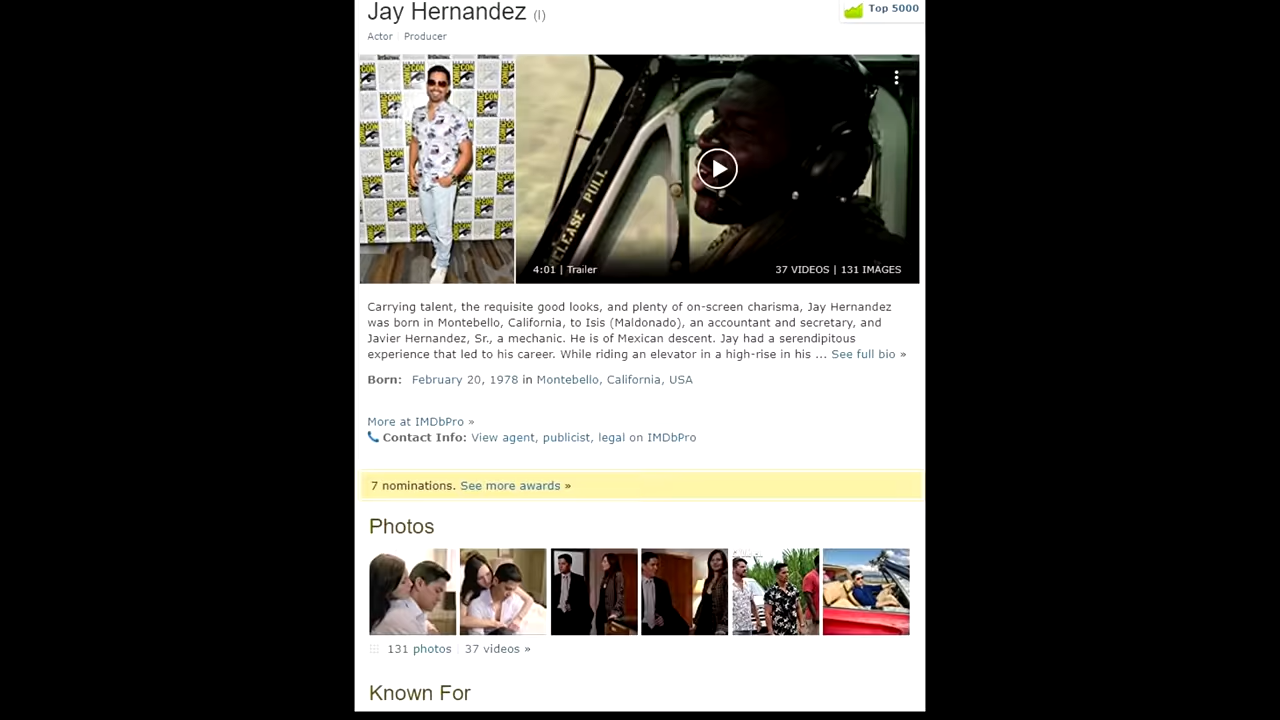 Jay Hernandez (I)
Top 5000
Actor | Producer
COMIC CON
RELEASE PULL
4:01 | Trailer
37 VIDEOS | 131 IMAGES
Carrying talent, the requisite good looks, and plenty of on-screen charisma, Jay Hernandez
was born in Montebello, California, to Isis (Maldonado), an accountant and secretary, and
Javier Hernandez, Sr., a mechanic. He is of Mexican descent. Jay had a serendipitous
experience that led to his career. While riding an elevator in a high-rise in his ... See full bio »
Born: February 20, 1978 in Montebello, California, USA
More at IMDbPro »
Contact Info: View agent, publicist, legal on IMDbPro
7 nominations. See more awards »
Photos
131 photos | 37 videos »
Known For